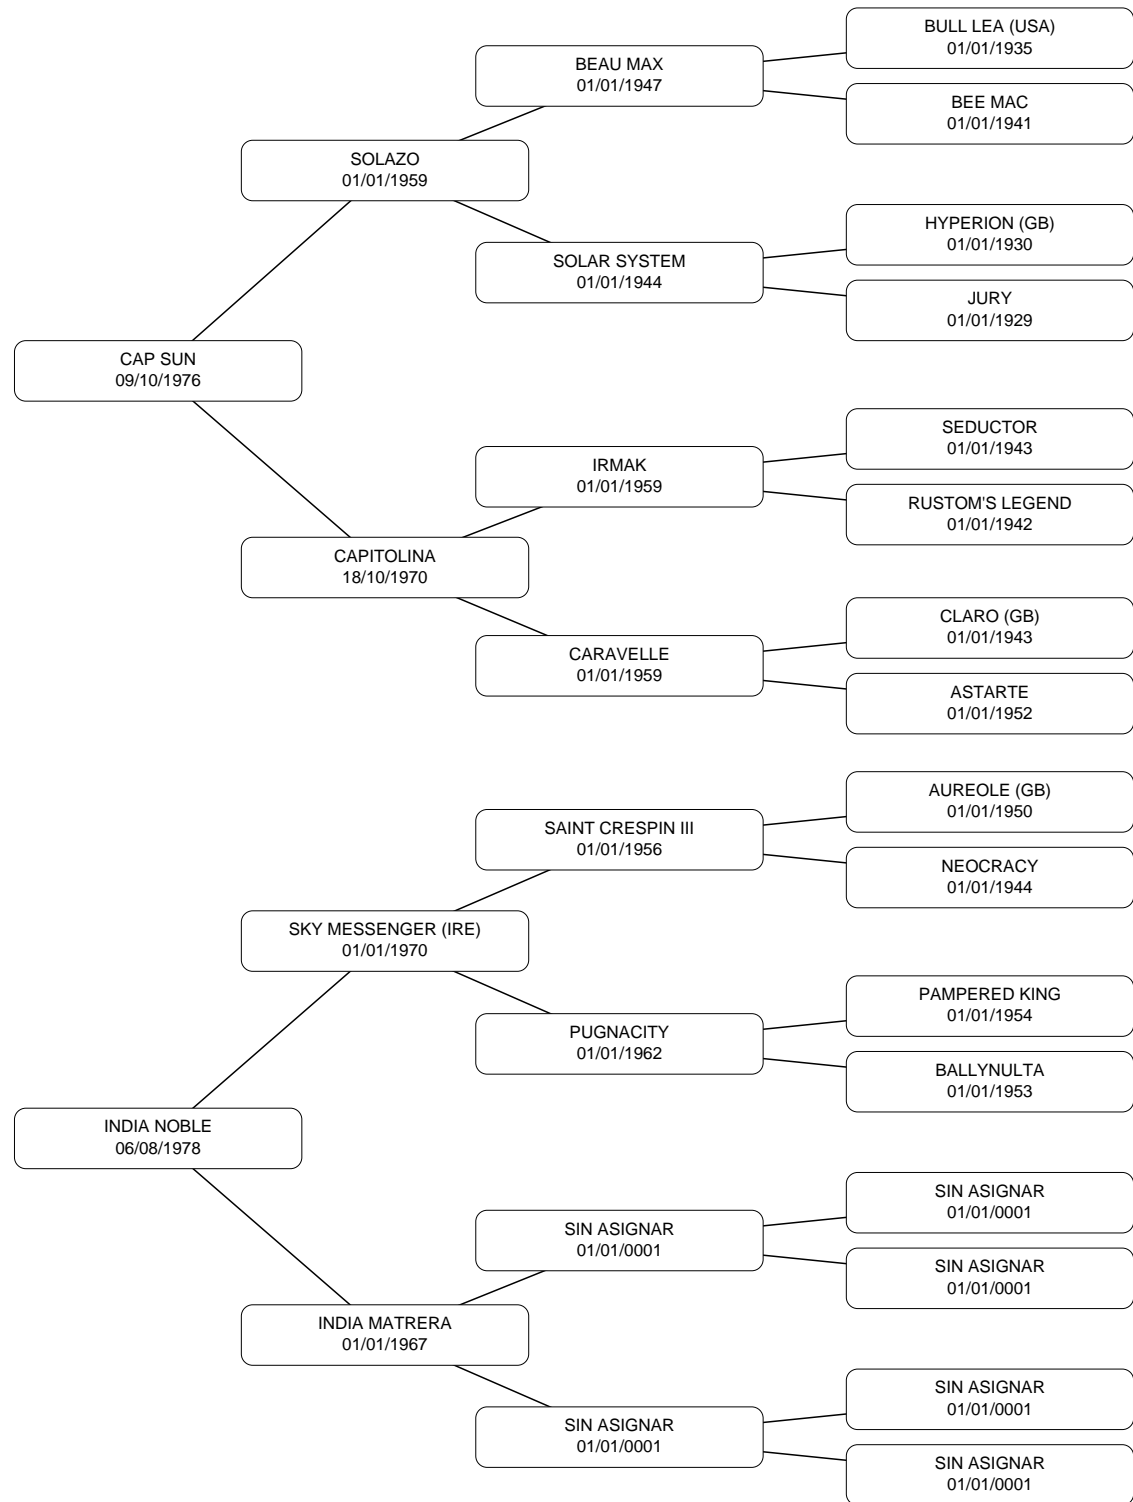 BULL LEA (USA)
01/01/1935
BEAU MAX
01/01/1947
BEE MAC
01/01/1941
SOLAZO
01/01/1959
HYPERION (GB)
01/01/1930
SOLAR SYSTEM
01/01/1944
JURY
01/01/1929
CAP SUN
09/10/1976
SEDUCTOR
01/01/1943
IRMAK
01/01/1959
RUSTOM'S LEGEND
01/01/1942
CAPITOLINA
18/10/1970
CLARO (GB)
01/01/1943
CARAVELLE
01/01/1959
ASTARTE
01/01/1952
AUREOLE (GB)
01/01/1950
SAINT CRESPIN III
01/01/1956
NEOCRACY
01/01/1944
SKY MESSENGER (IRE)
01/01/1970
PAMPERED KING
01/01/1954
PUGNACITY
01/01/1962
BALLYNULTA
01/01/1953
INDIA NOBLE
06/08/1978
SIN ASIGNAR
01/01/0001
SIN ASIGNAR
01/01/0001
SIN ASIGNAR
01/01/0001
INDIA MATRERA
01/01/1967
SIN ASIGNAR
01/01/0001
SIN ASIGNAR
01/01/0001
SIN ASIGNAR
01/01/0001